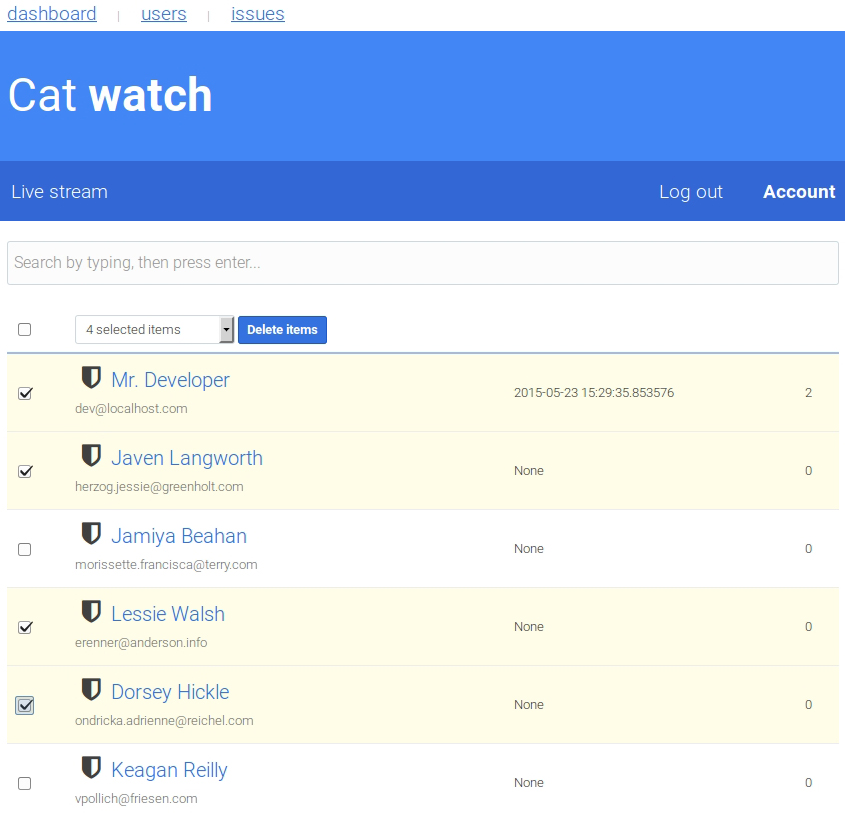 dashboard | users | issues
Cat watch
Live stream Log out Account
Search by typing, then press enter...
4 selected items Delete items
Mr. Developer
dev@localhost.com 2015-05-23 15:29:35.853576 2
Javen Langworth
herzog.jessie@greenholt.com None 0
Jamiya Beahan
morissette.francisca@terry.com None 0
Lessie Walsh
erenner@anderson.info None 0
Dorsey Hickle
ondricka.adrienne@reichel.com None 0
Keagan Reilly
vpollich@friesen.com None 0